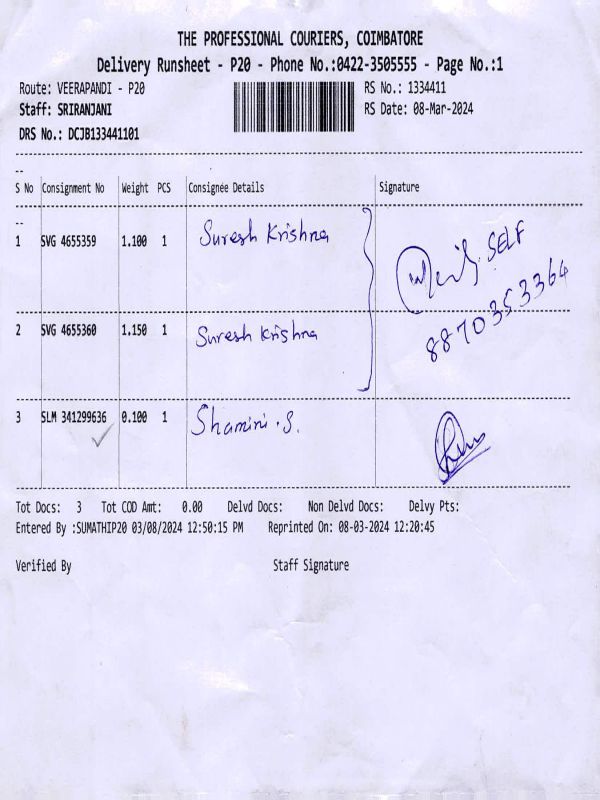 THE PROFESSIONAL COURIERS, COIMBATORE
Delivery Runsheet - P20 - Phone No.:0422-3505555 - Page No.:1
Route: VEERAPANDI - P20 RS No.: 1334411
Staff: SRIRANJANI RS Date: 08-Mar-2024
DRS No.: DCJB133441101
--
S No Consignment No Weight PCS Consignee Details Signature
--
1 SVG 4655359 1.100 1 Suresh Krishna
SELF
8870353364
2 SVG 4655360 1.150 1 Suresh Krishna
3 SLM 341299636 0.100 1 Shamini .S.
Tot Docs: 3 Tot COD Amt: 0.00 Delvd Docs: Non Delvd Docs: Delvy Pts:
Entered By :SUMATHIP20 03/08/2024 12:50:15 PM Reprinted On: 08-03-2024 12:20:45
Verified By Staff Signature